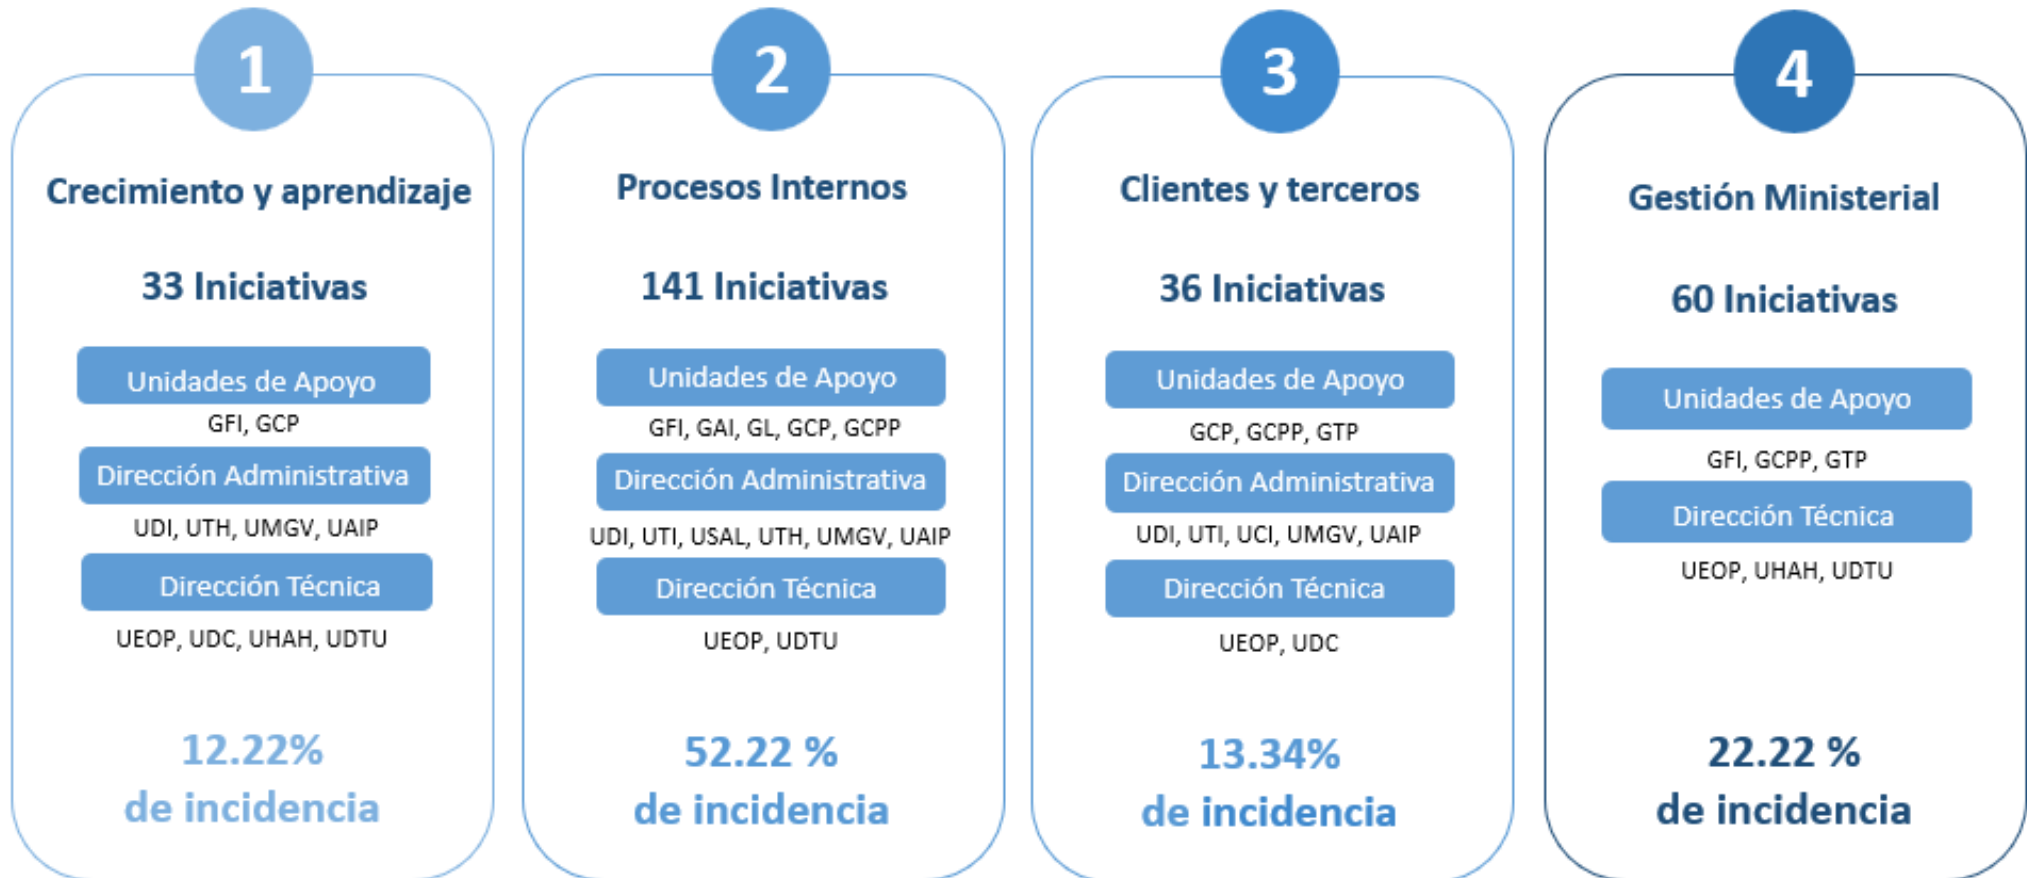 1
Crecimiento y aprendizaje
33 Iniciativas
Unidades de Apoyo
GFI, GCP
Dirección Administrativa
UDI, UTH, UMGV, UAIP
Dirección Técnica
UEOP, UDC, UHAH, UDTU
12.22%
de incidencia
2
Procesos Internos
141 Iniciativas
Unidades de Apoyo
GFI, GAI, GL, GCP, GCPP
Dirección Administrativa
UDI, UTI, USAL, UTH, UMGV, UAIP
Dirección Técnica
UEOP, UDTU
52.22 %
de incidencia
3
Clientes y terceros
36 Iniciativas
Unidades de Apoyo
GCP, GCPP, GTP
Dirección Administrativa
UDI, UTI, UCI, UMGV, UAIP
Dirección Técnica
UEOP, UDC
13.34%
de incidencia
4
Gestión Ministerial
60 Iniciativas
Unidades de Apoyo
GFI, GCPP, GTP
Dirección Técnica
UEOP, UHAH, UDTU
22.22 %
de incidencia